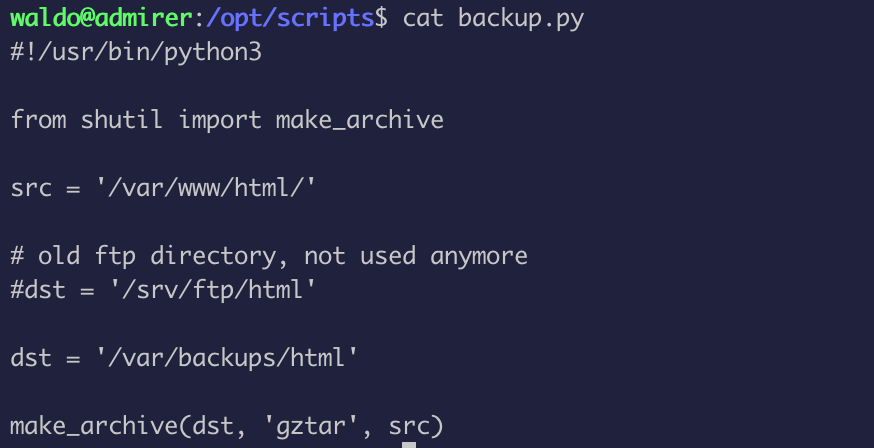 waldo@admirer:/opt/scripts$ cat backup.py
#!/usr/bin/python3
from shutil import make_archive
src = '/var/www/html/'
# old ftp directory, not used anymore
#dst = '/srv/ftp/html'
dst = '/var/backups/html'
make_archive(dst, 'gztar', src)